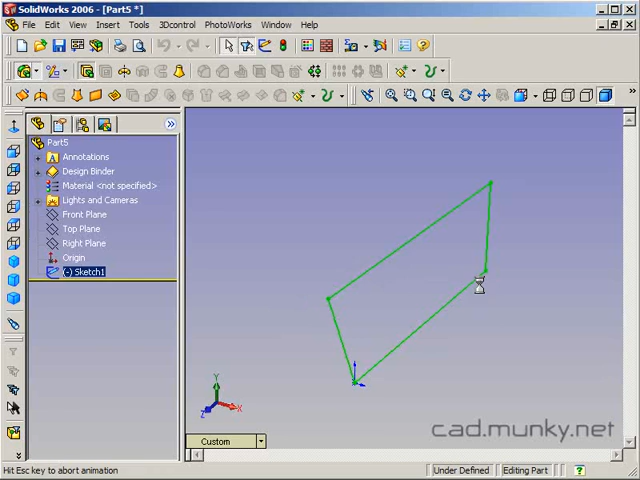 SolidWorks 2006 - [Part5 *]
File Edit View Insert Tools 3Dcontrol PhotoWorks Window Help
Part5
Annotations
Design Binder
Material <not specified>
Lights and Cameras
Front Plane
Top Plane
Right Plane
Origin
(-) Sketch1
Y
X
Z
Custom
cad.munky.net
Hit Esc key to abort animation
Under Defined
Editing Part